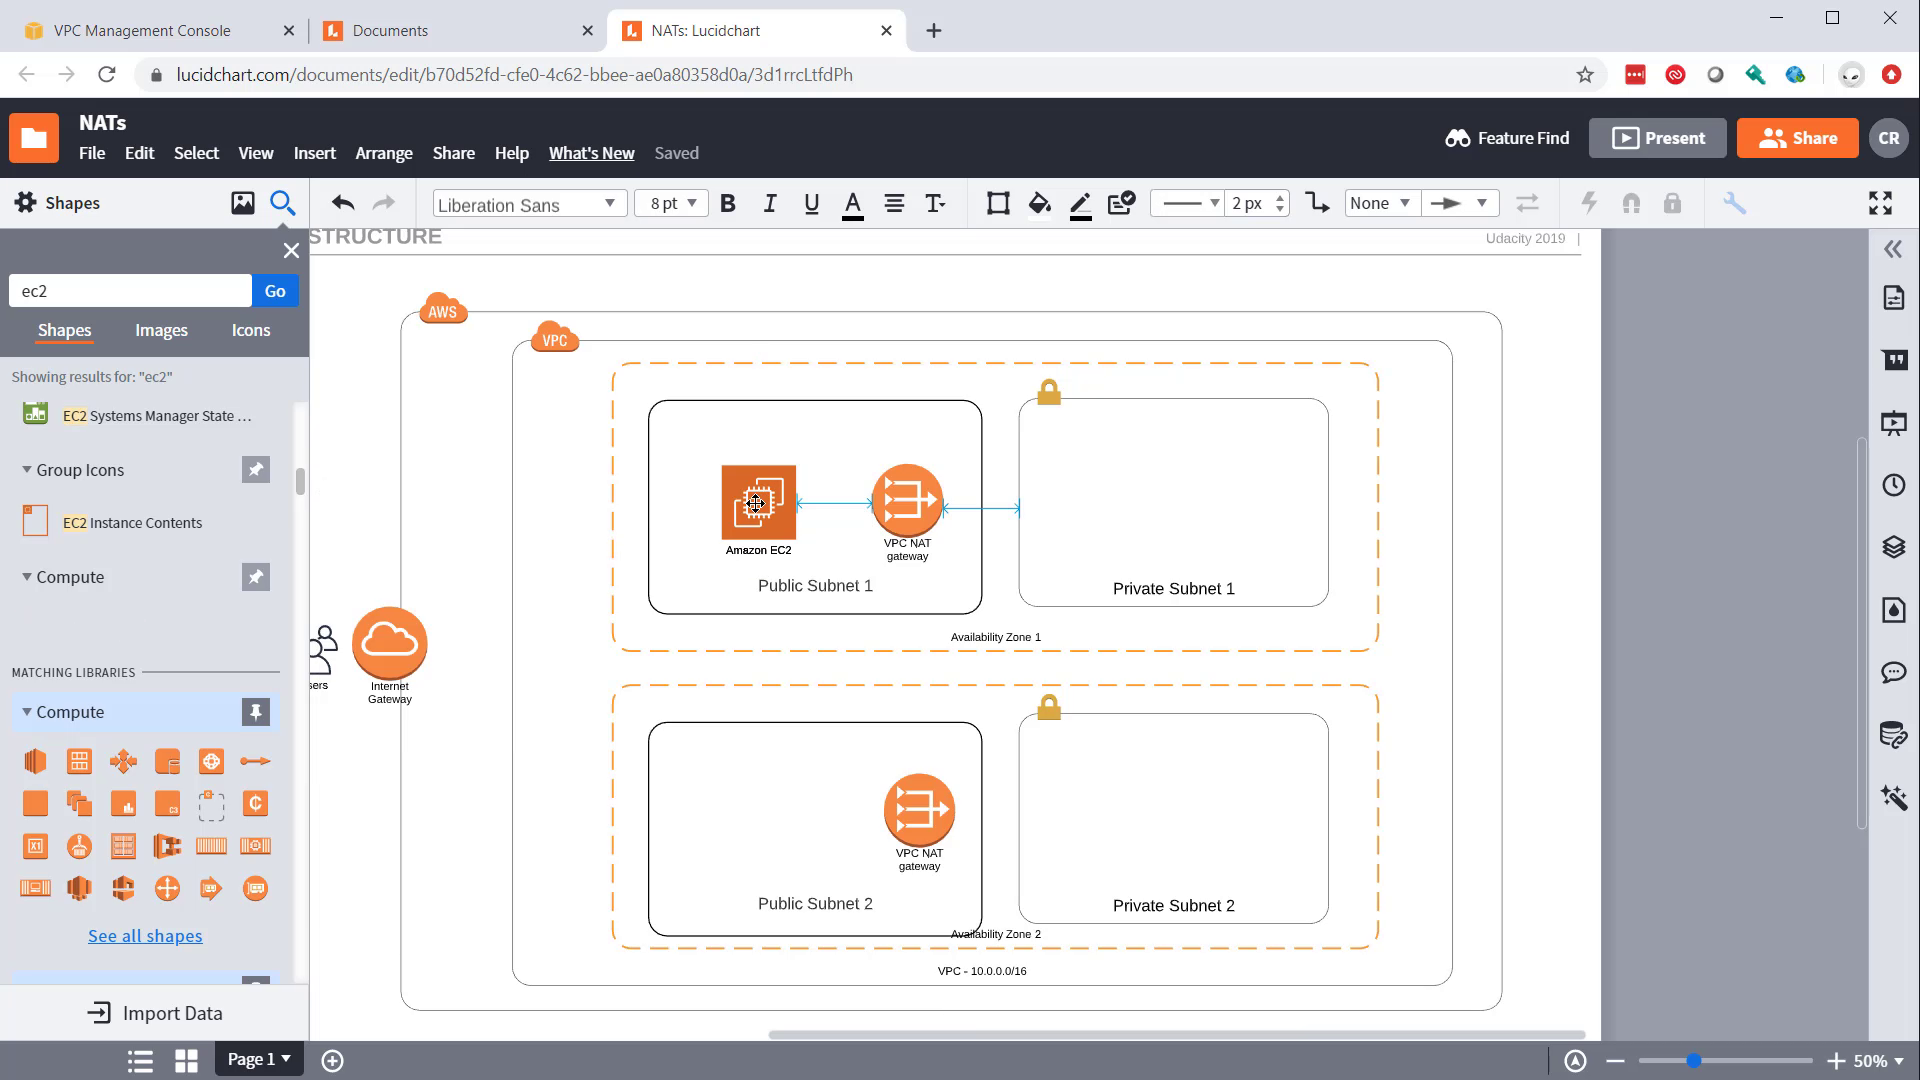 VPC Management Console
Documents
NATs: Lucidchart
lucidchart.com/documents/edit/b70d52fd-cfe0-4c62-bbee-ae0a80358d0a/3d1rrcLtfdPh
NATs
File Edit Select View Insert Arrange Share Help What's New Saved
Feature Find
Present
Share
CR
Shapes
Liberation Sans
8 pt
B I U A T
2 px
None
STRUCTURE
Udacity 2019 |
ec2
Go
Shapes Images Icons
Showing results for: "ec2"
EC2 Systems Manager State ...
Group Icons
EC2 Instance Contents
Compute
MATCHING LIBRARIES
Compute
C3
X1
See all shapes
Import Data
AWS
VPC
Amazon EC2
VPC NAT
gateway
Public Subnet 1
Private Subnet 1
Availability Zone 1
sers
Internet
Gateway
VPC NAT
gateway
Public Subnet 2
Private Subnet 2
Availability Zone 2
VPC - 10.0.0.0/16
Page 1
50%